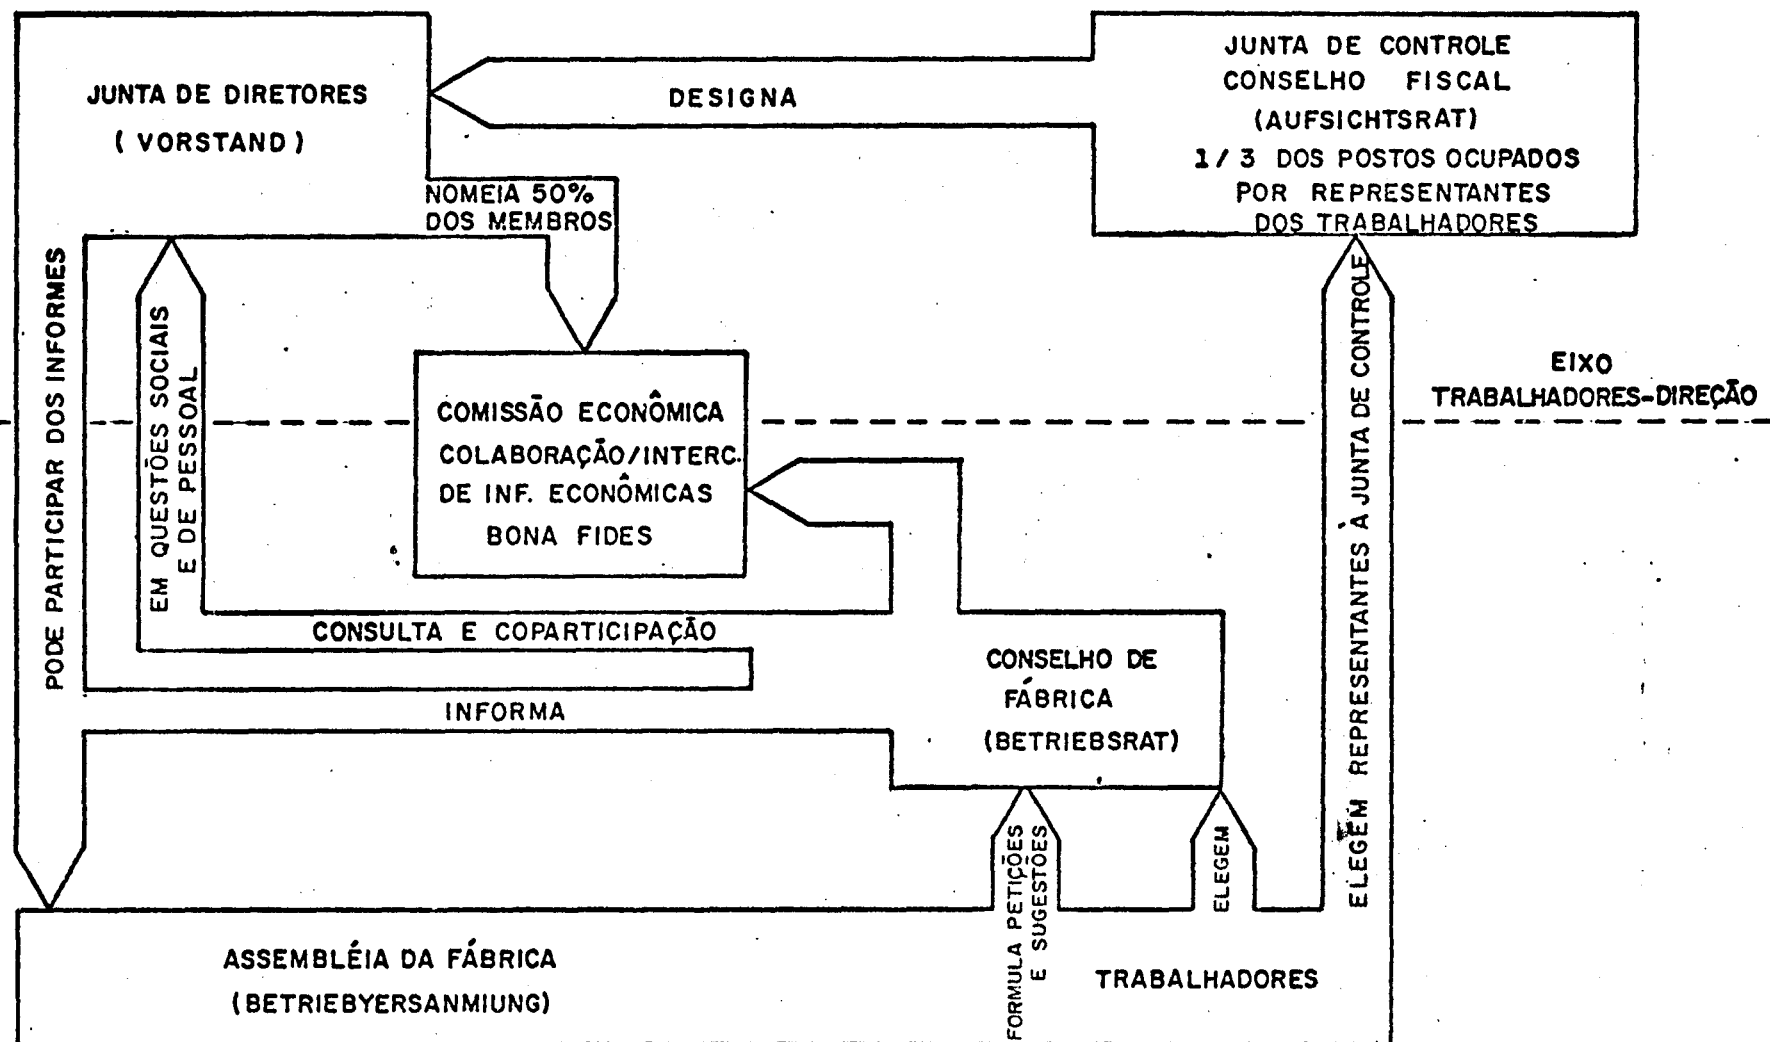 JUNTA DE DIRETORES
(VORSTAND)
DESIGNA
JUNTA DE CONTROLE
CONSELHO FISCAL
(AUFSICHTSRAT)
1/3 DOS POSTOS OCUPADOS
POR REPRESENTANTES
DOS TRABALHADORES
NOMEIA 50%
DOS MEMBROS
PODE PARTICIPAR DOS INFORMES
EM QUESTÕES SOCIAIS
E DE PESSOAL
COMISSÃO ECONÔMICA
COLABORAÇÃO/INTERC.
DE INF. ECONÔMICAS
BONA FIDES
EIXO
TRABALHADORES-DIREÇÃO
ELEGEM REPRESENTANTES À JUNTA DE CONTROLE
CONSULTA E COPARTICIPAÇÃO
INFORMA
CONSELHO DE
FÁBRICA
(BETRIEBSRAT)
FORMULA PETIÇÕES
E SUGESTÕES
ELEGEM
ASSEMBLÉIA DA FÁBRICA
(BETRIEBYERSANMIUNG)
TRABALHADORES